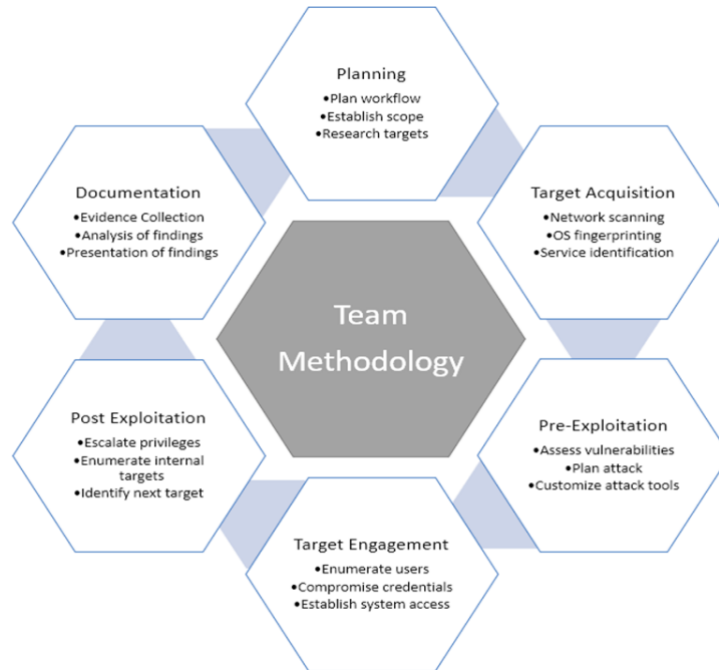 Planning
•Plan workflow
•Establish scope
•Research targets
Target Acquisition
•Network scanning
•OS fingerprinting
•Service identification
Pre-Exploitation
•Assess vulnerabilities
•Plan attack
•Customize attack tools
Target Engagement
•Enumerate users
•Compromise credentials
•Establish system access
Post Exploitation
•Escalate privileges
•Enumerate internal
targets
•Identify next target
Documentation
•Evidence Collection
•Analysis of findings
•Presentation of findings
Team
Methodology